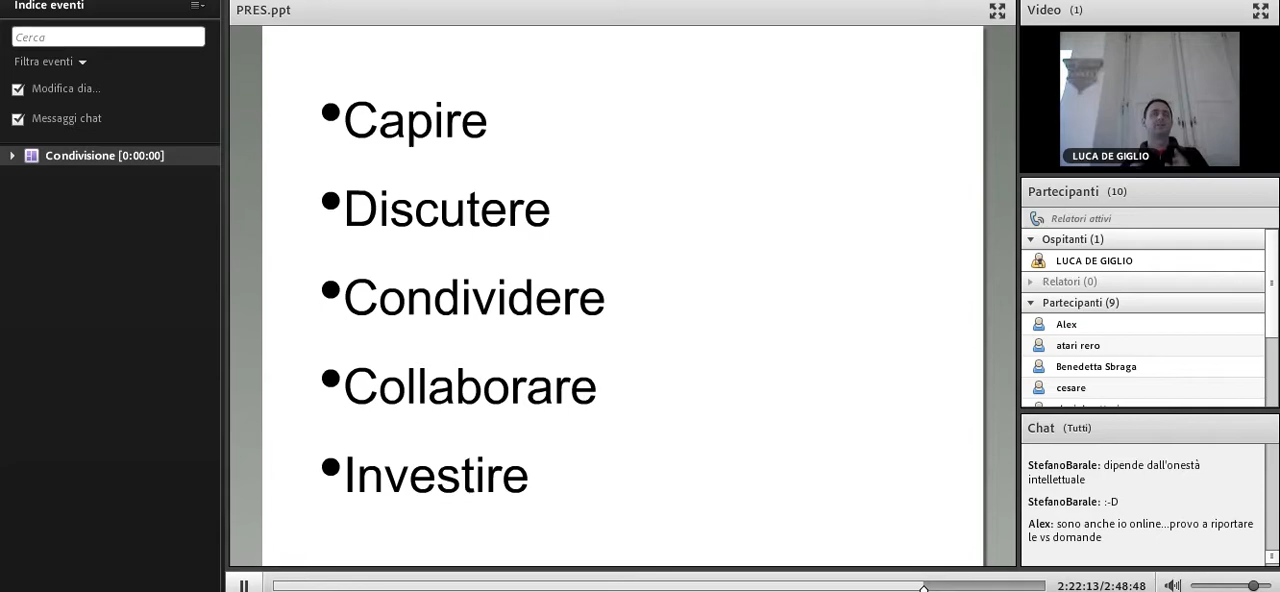 Indice eventi
Cerca
Filtra eventi
Modifica dia...
Messaggi chat
Condivisione [0:00:00]
PRES.ppt
•Capire
•Discutere
•Condividere
•Collaborare
•Investire
Video (1)
LUCA DE GIGLIO
Partecipanti (10)
Relatori attivi
Ospitanti (1)
LUCA DE GIGLIO
Relatori (0)
Partecipanti (9)
Alex
atari rero
Benedetta Sbraga
cesare
Chat (Tutti)
StefanoBarale: dipende dall'onestà
intellettuale
StefanoBarale: :-D
Alex: sono anche io online...provo a riportare
le vs domande
2:22:13/2:48:48